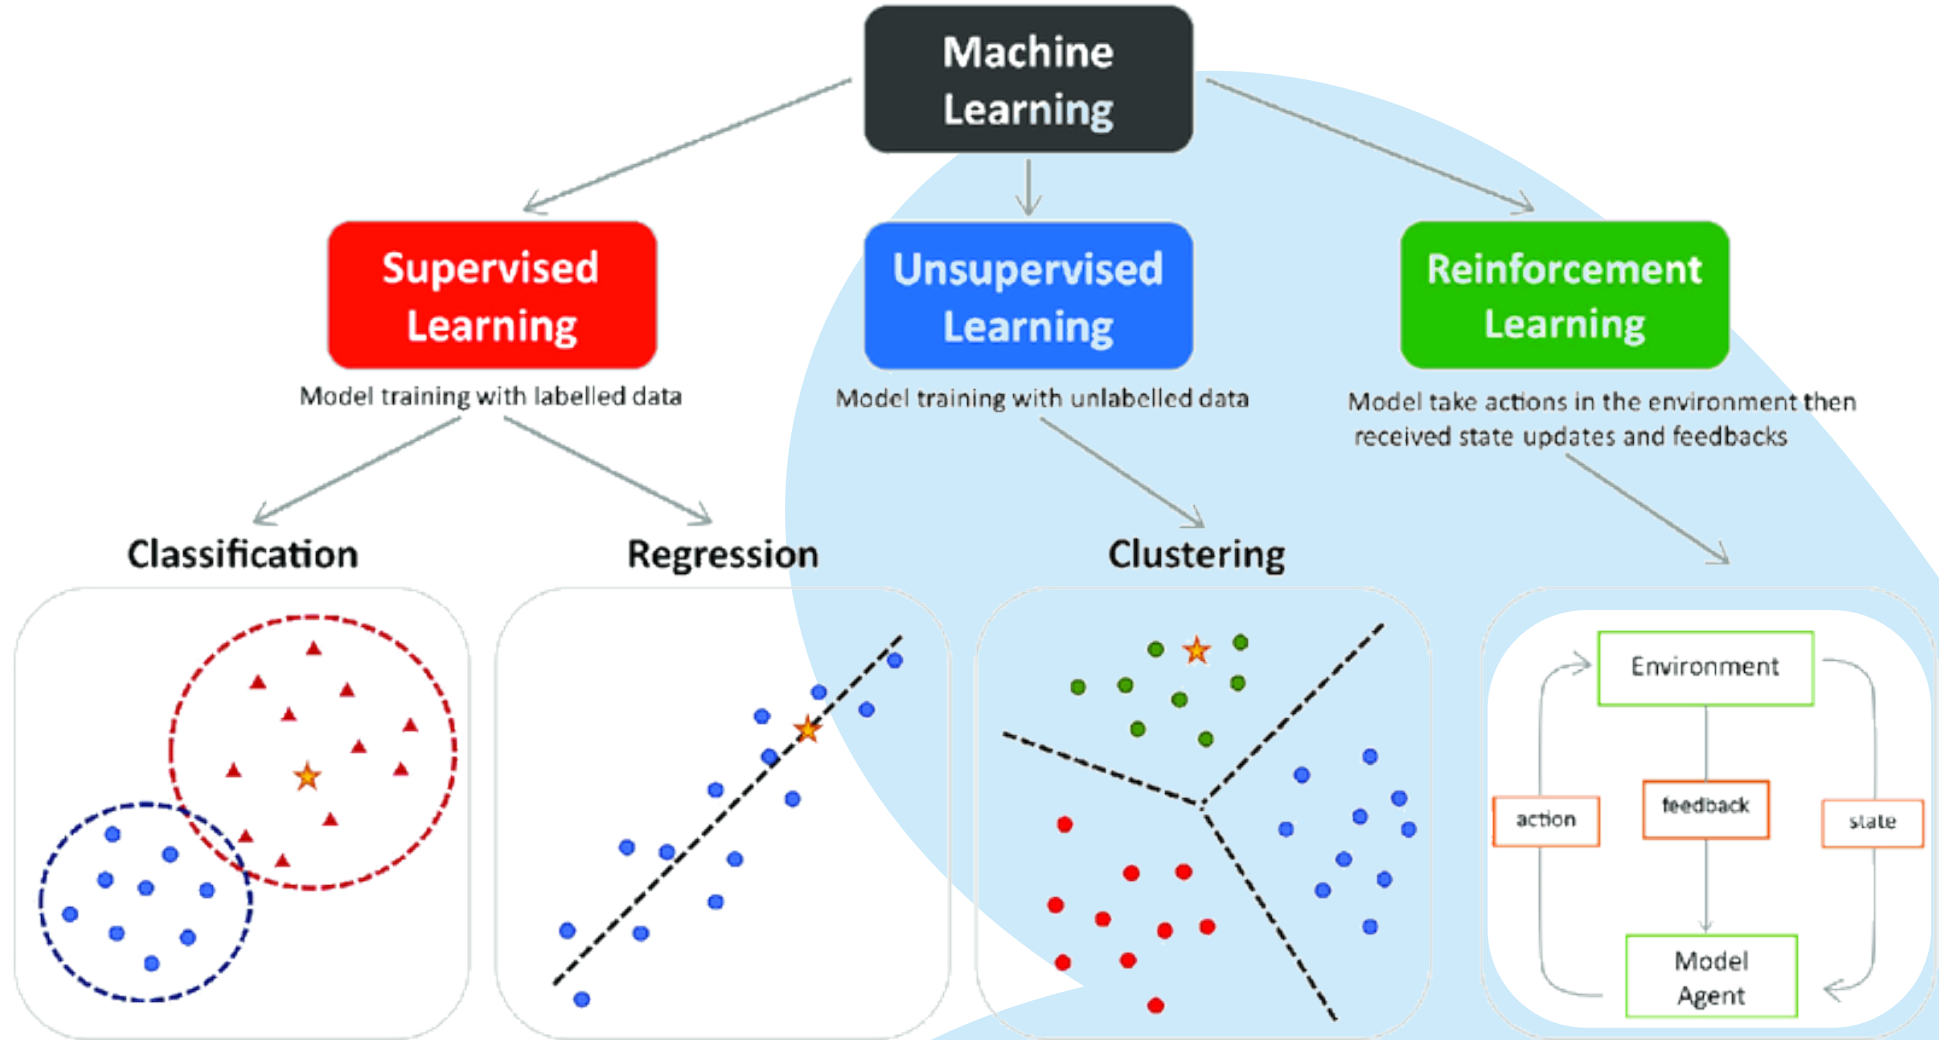 Machine
Learning
Supervised
Learning
Unsupervised
Learning
Reinforcement
Learning
Model training with labelled data
Model training with unlabelled data
Model take actions in the environment then
received state updates and feedbacks
Classification
Regression
Clustering
Environment
action
feedback
state
Model
Agent